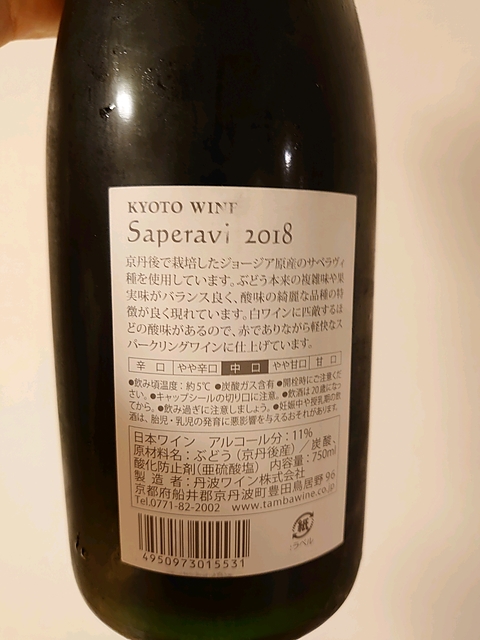 KYOTO WINE
Saperavi 2018
京丹後で栽培したジョージア原産のサペラヴィ
種を使用しています。ぶどう本来の複雑味や果
実味がバランス良く、酸味の綺麗な品種の特
徴が良く現れています。白ワインに匹敵するほ
どの酸味があるので、赤でありながら軽快なス
パークリングワインに仕上げています。
辛 口 やや辛口 中 口 やや甘口 甘 口
●飲み頃温度：約5℃ ●炭酸ガス含有 ●開栓時にご注意くだ
さい。●キャップシールの切り口に注意。●飲酒は20歳になっ
てから。●飲み過ぎに注意しましょう。●妊娠中や授乳期の飲
酒は、胎児・乳児の発育に悪影響を与えるおそれがあります。
日本ワイン アルコール分：11%
原材料名：ぶどう（京丹後産）／炭酸、
酸化防止剤（亜硫酸塩） 内容量：750ml
製 造 者：丹波ワイン株式会社
京都府船井郡京丹波町豊田鳥居野 96
Tel.0771-82-2002 www.tambawine.co.jp
4950973015531
紙
：ラベル